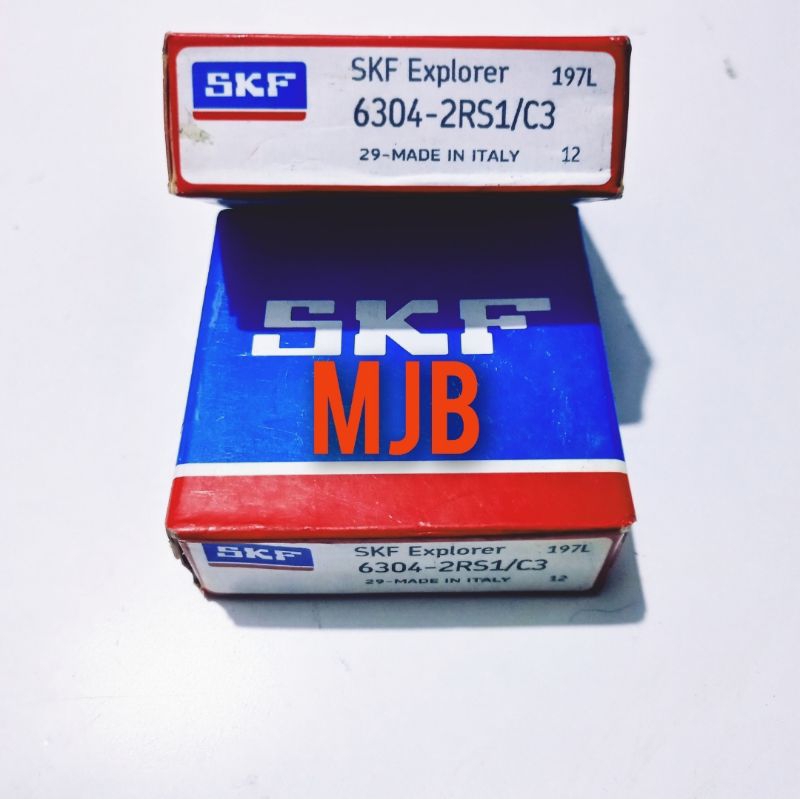 SKF
SKF Explorer 197L
6304-2RS1/C3
29-MADE IN ITALY 12
SKF
MJB
SKF
SKF Explorer 197L
6304-2RS1/C3
29-MADE IN ITALY 12